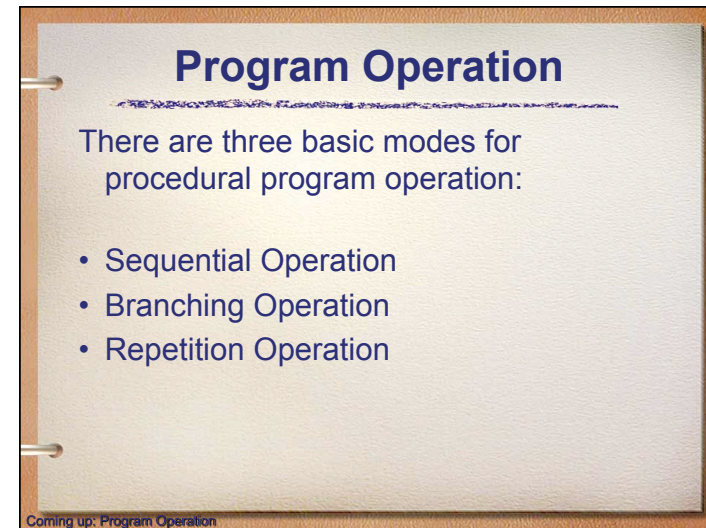 Program Operation
There are three basic modes for
procedural program operation:
• Sequential Operation
• Branching Operation
• Repetition Operation
Coming up: Program Operation